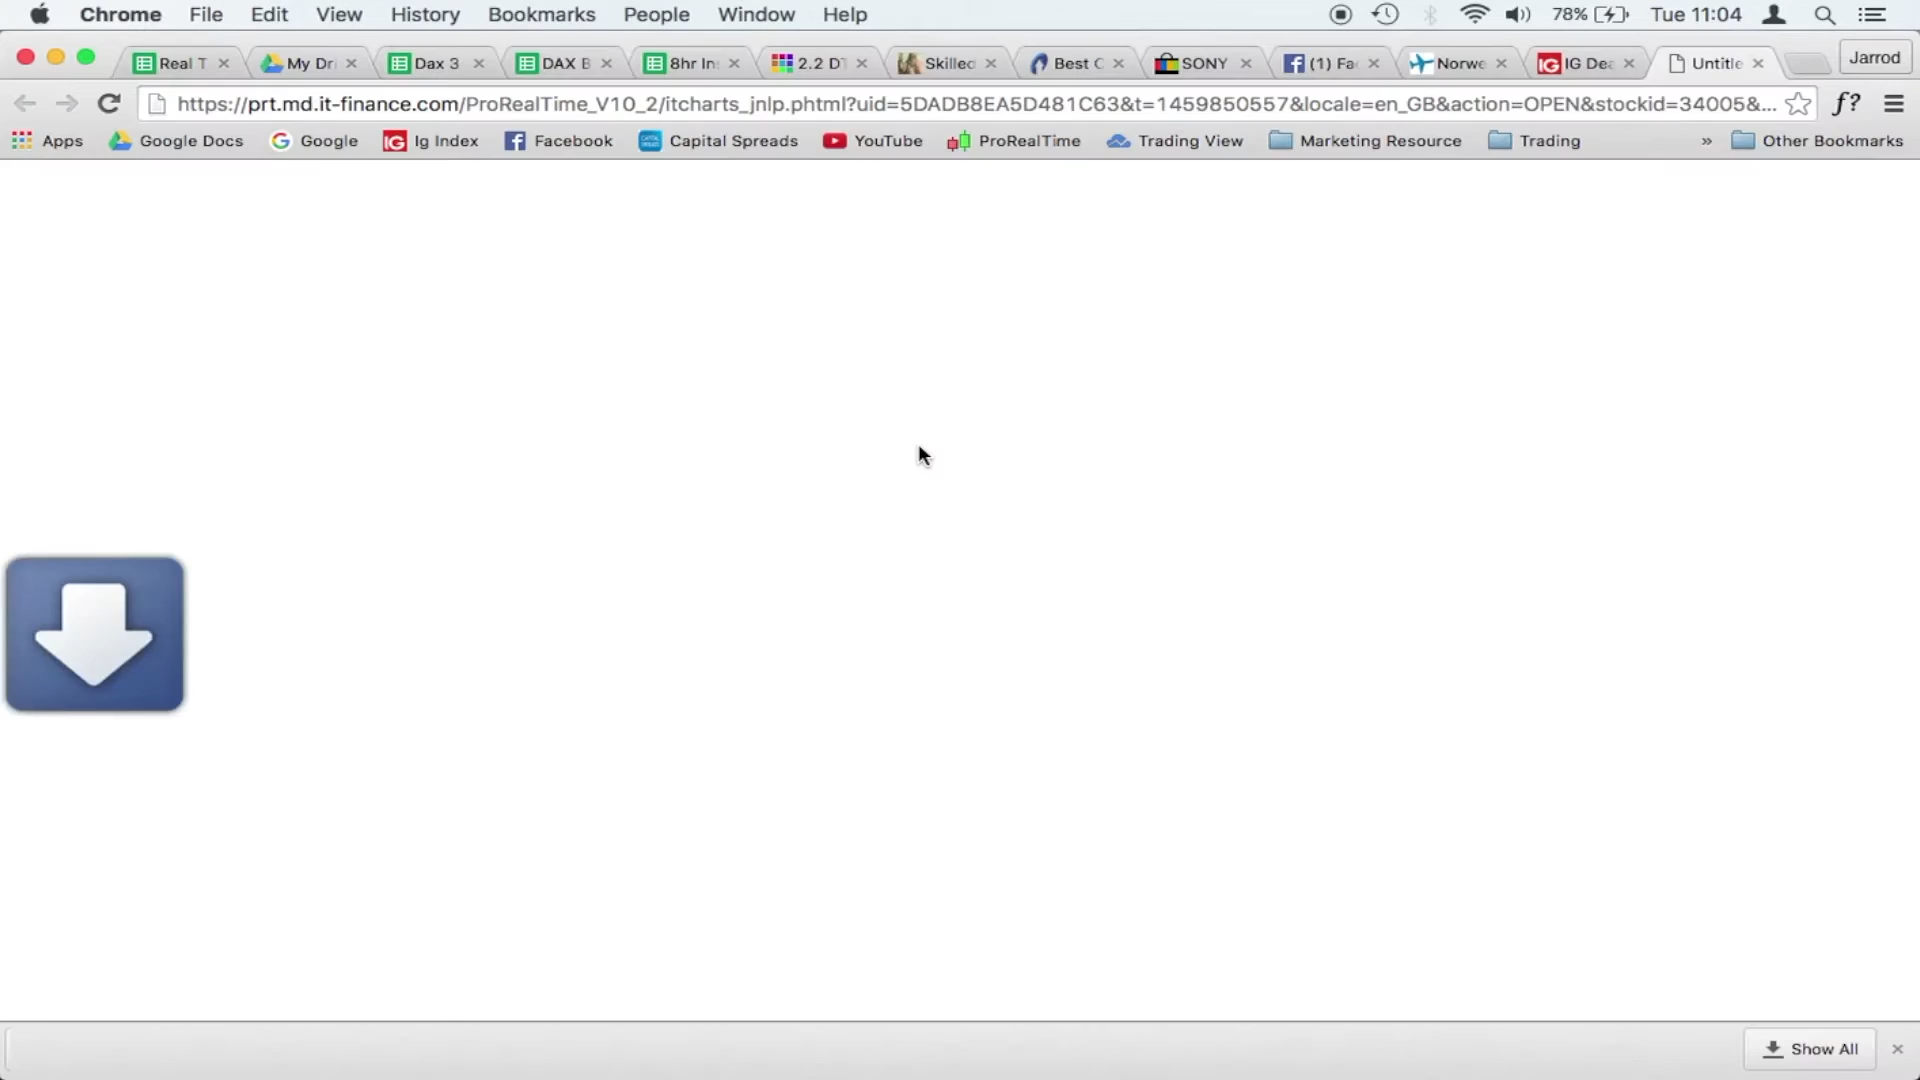 Chrome File Edit View History Bookmarks People Window Help 78% Tue 11:04
Real T My Dri Dax 3 DAX B 8hr In 2.2 DT Skilled Best C SONY (1) Fa Norwe IG Dea Untitle Jarrod
https://prt.md.it-finance.com/ProRealTime_V10_2/itcharts_jnlp.phtml?uid=5DADB8EA5D481C63&t=1459850557&locale=en_GB&action=OPEN&stockid=34005&... f?
Apps Google Docs Google IG Ig Index Facebook Capital Spreads YouTube ProRealTime Trading View Marketing Resource Trading » Other Bookmarks
Show All